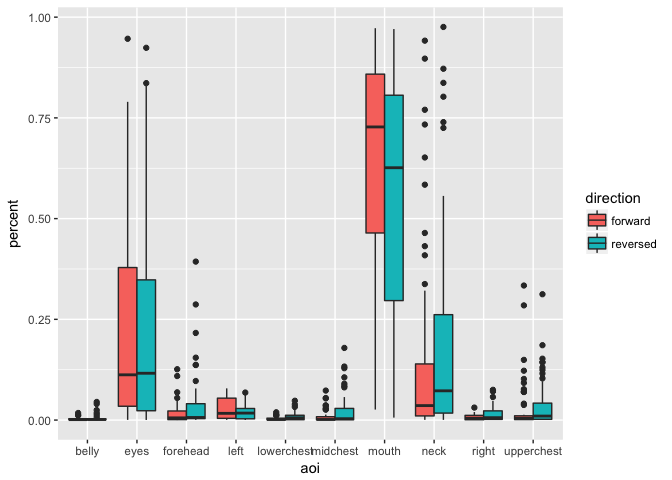 1.00
0.75
0.50
0.25
0.00
percent
belly eyes forehead left lowerchest midchest mouth neck right upperchest
aoi
direction
forward
reversed